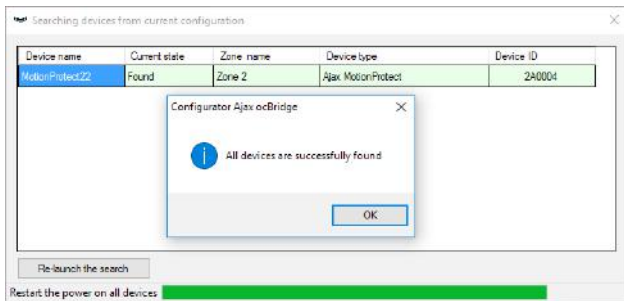 Searching devices from current configuration
Device name Current state Zone name Device type Device ID
MotionProtect22 Found Zone 2 Ajax MotionProtect 2A0004
Configurator Ajax ocBridge
All devices are successfully found
OK
Re-launch the search
Restart the power on all devices